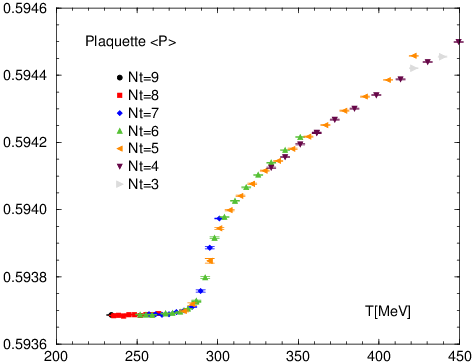 0.5946
Plaquette <P>
Nt=9
0.5944
Nt=8
Nt=7
Nt=6
0.5942
Nt=5
Nt=4
Nt=3
0.5940
0.5938
T[MeV]
0.5936
200 250 300 350 400 450